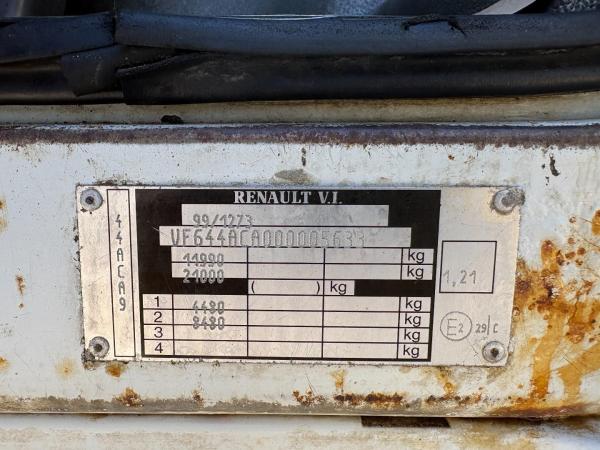 RENAULT V.I.
99/1273
VF644ACA000005633
11990 kg
21000 kg
( ) kg
1 4480 kg
2 8480 kg
3 kg
4 kg
44ACA9
1,21
E2 29/C